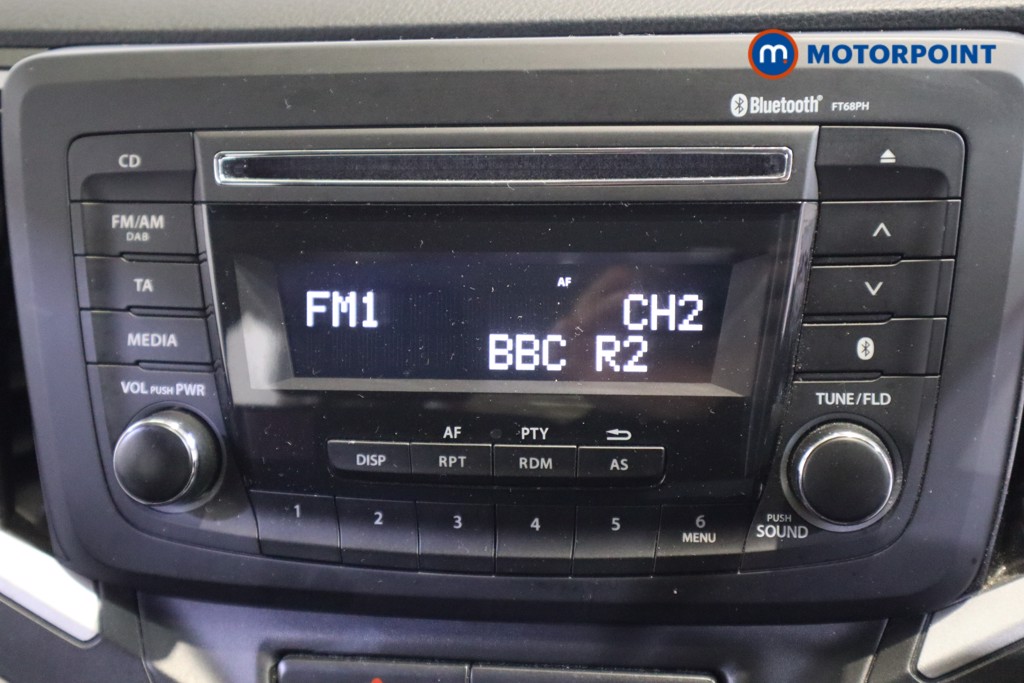 m MOTORPOINT
Bluetooth® FT68PH
CD
FM/AM
DAB
TA
MEDIA
VOL PUSH PWR
AF
FM1 CH2
BBC R2
TUNE/FLD
AF PTY
DISP RPT RDM AS
1 2 3 4 5 6
MENU
PUSH
SOUND